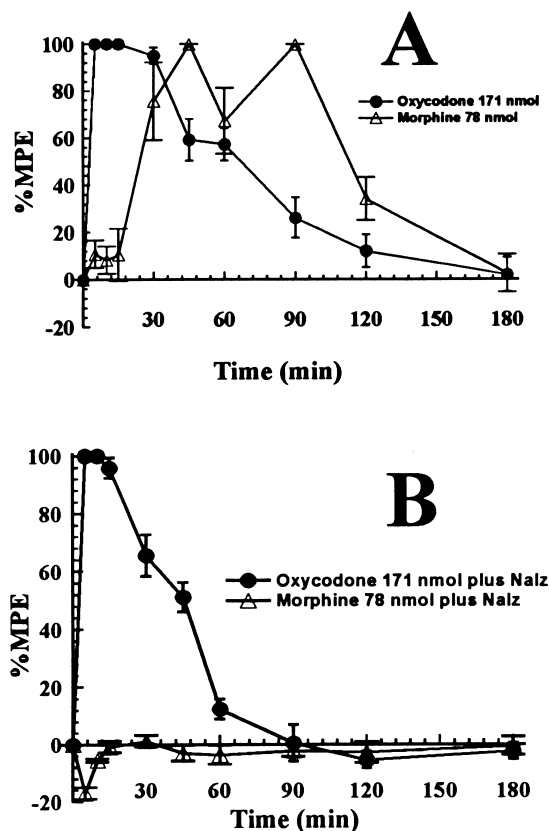 A
100
80
60
40
20
0
-20
%MPE
Oxycodone 171 nmol
Morphine 78 nmol
30 60 90 120 150 180
Time (min)
B
100
80
60
40
20
0
-20
%MPE
Oxycodone 171 nmol plus Nalz
Morphine 78 nmol plus Nalz
30 60 90 120 150 180
Time (min)